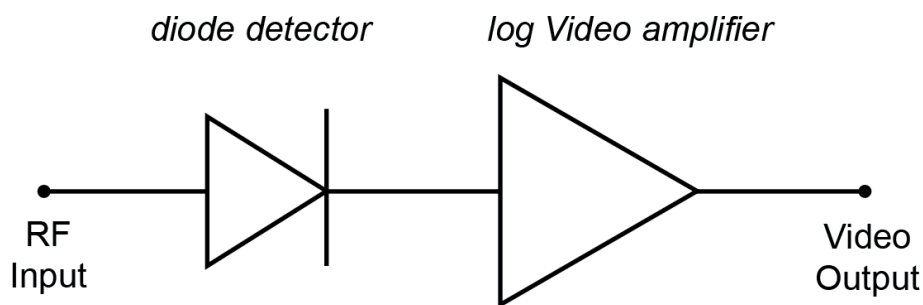 diode detector
log Video amplifier
RF
Input
Video
Output